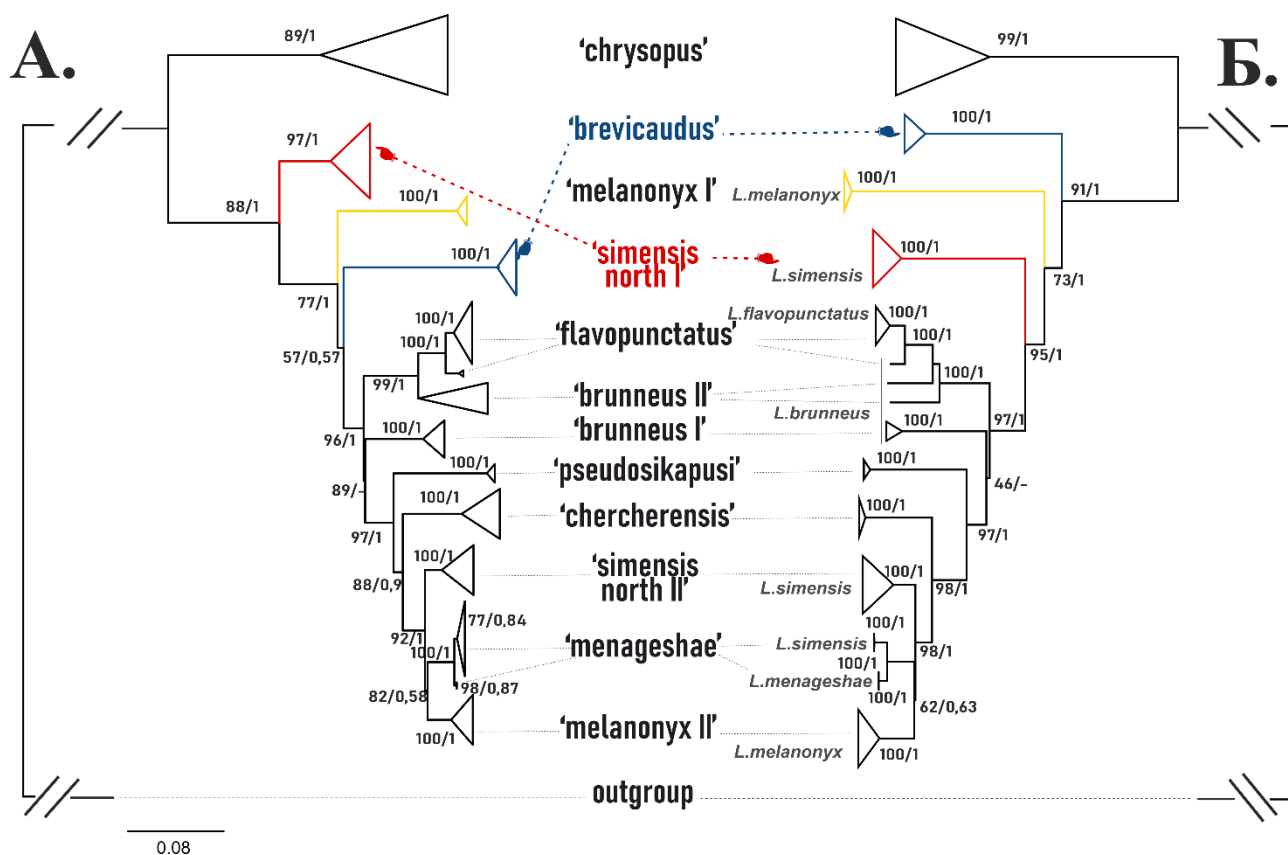 А.
Б.
89/1
'chrysopus'
99/1
'brevicaudus'
100/1
97/1
'melanonyx I'
100/1
L.melanonyx
100/1
91/1
88/1
'simensis
north I'
100/1
100/1
L.simensis
77/1
73/1
L.flavopunctatus
100/1
100/1
'flavopunctatus'
100/1
100/1
57/0,57
95/1
100/1
99/1
'brunneus II'
L.brunneus
97/1
100/1
'brunneus I'
100/1
96/1
100/1
'pseudosikapusi'
100/1
46/–
89/-
100/1
'chercherensis'
100/1
97/1
97/1
100/1
'simensis
north II'
100/1
L.simensis
88/0,9
98/1
77/0,84
100/1
L.simensis
92/1
98/1
100/1
'menageshae'
100/1
L.menageshae
100/1
98/0,87
82/0,58
62/0,63
100/1
'melanonyx II'
100/1
L.melanonyx
outgroup
0.08